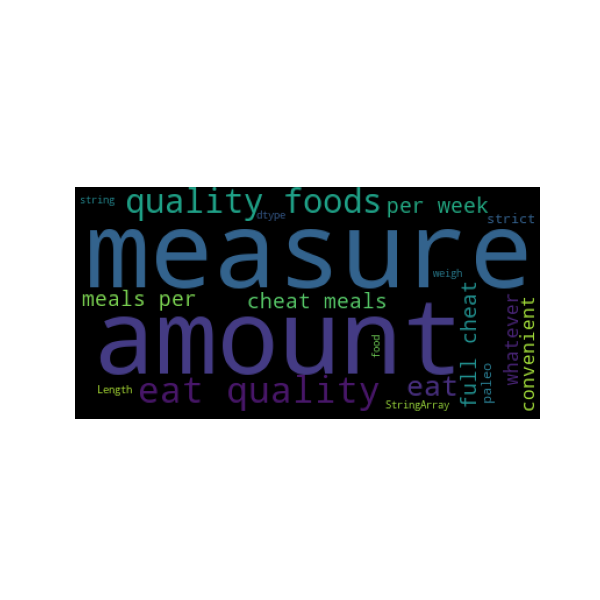 string
quality foods
dtype
per week
strict
measure
weigh
meals per
cheat meals
amount
food
full cheat
paleo
whatever
convenient
Length
eat quality
eat
StringArray